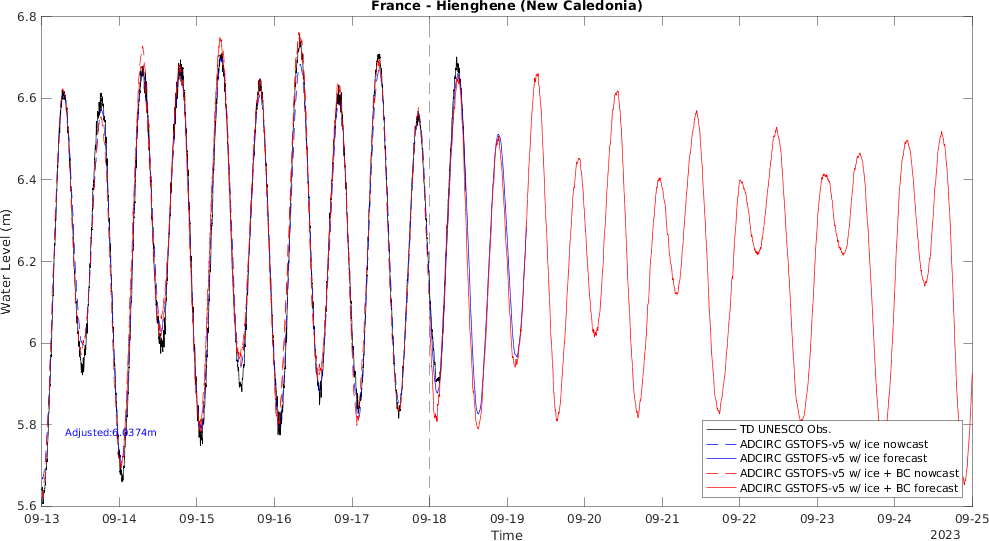 France - Hienghene (New Caledonia)
6.8
6.6
6.4
6.2
6
5.8
5.6
Water Level (m)
Adjusted:6.0374m
TD UNESCO Obs.
ADCIRC GSTOFS-v5 w/ ice nowcast
ADCIRC GSTOFS-v5 w/ ice forecast
ADCIRC GSTOFS-v5 w/ ice + BC nowcast
ADCIRC GSTOFS-v5 w/ ice + BC forecast
09-13 09-14 09-15 09-16 09-17 09-18 09-19 09-20 09-21 09-22 09-23 09-24 09-25
Time
2023